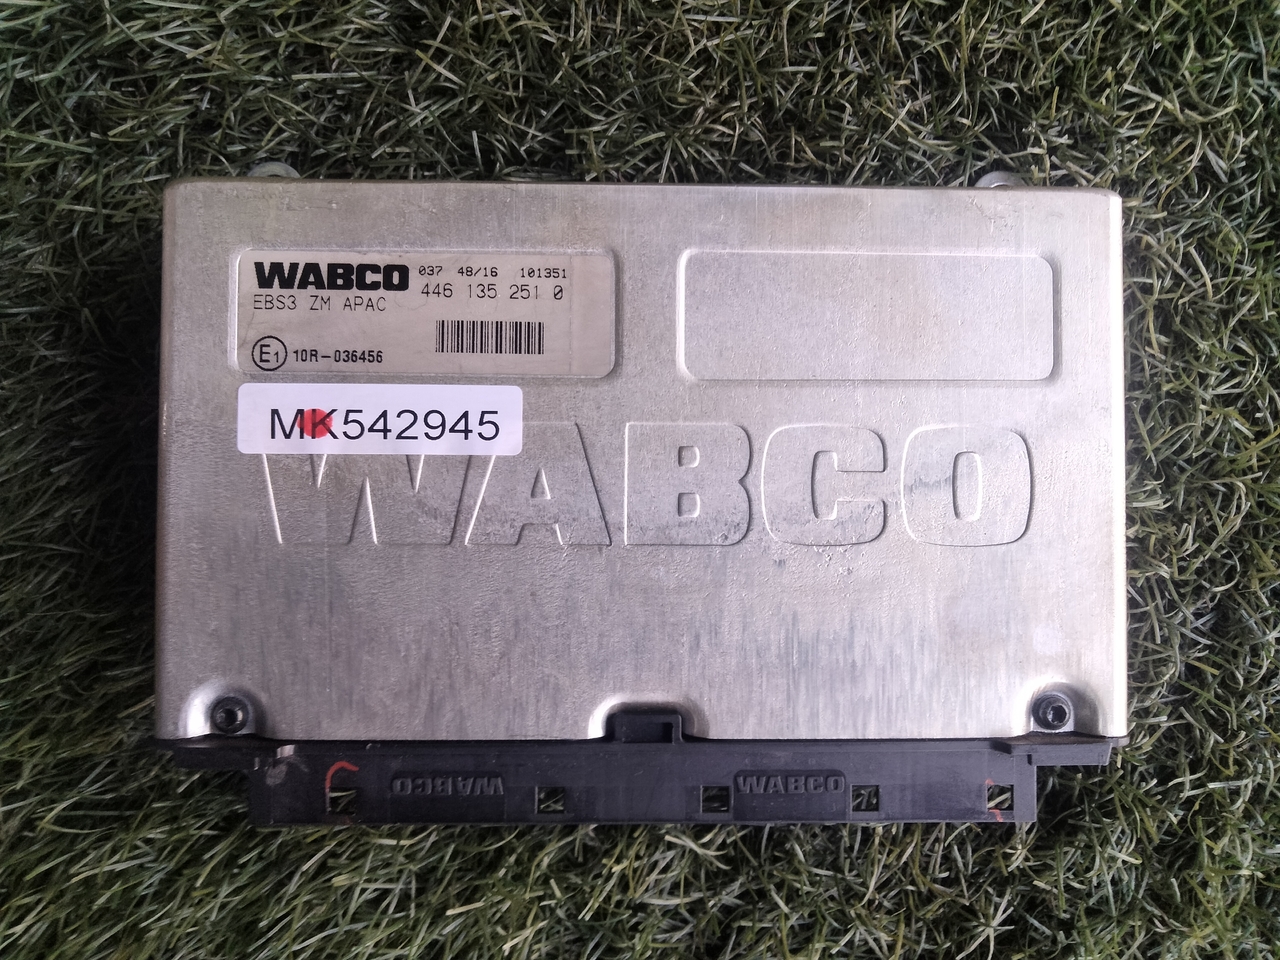 WABCO 037 48/16 101351
446 135 251 0
EBS3 ZM APAC
E1 10R-036456
MK542945
WABCO
WABCO WABCO